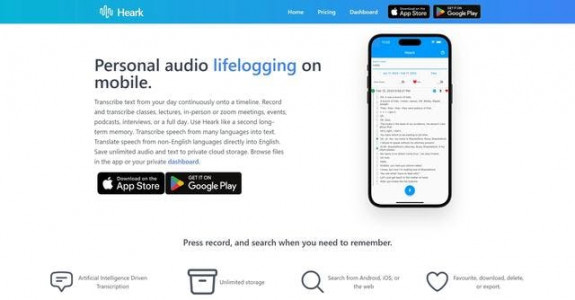 Heark
Home Pricing Dashboard Download on the App Store GET IT ON Google Play
Personal audio lifelogging on
mobile.
Transcribe text from your day continuously onto a timeline. Record
and transcribe classes, lectures, in-person or zoom meetings, events,
podcasts, interviews, or a full day. Use Heark like a second long-
term memory. Transcribe speech from many languages into text.
Translate speech from non-English languages directly into English.
Save unlimited audio and text to private cloud storage. Browse files
in the app or your private dashboard.
Download on the
App Store
GET IT ON
Google Play
Heark
Press record, and search when you need to remember.
Artificial Intelligence Driven
Transcription
Unlimited storage
Search from Android, iOS, or
the web
Favourite, download, delete,
or export.